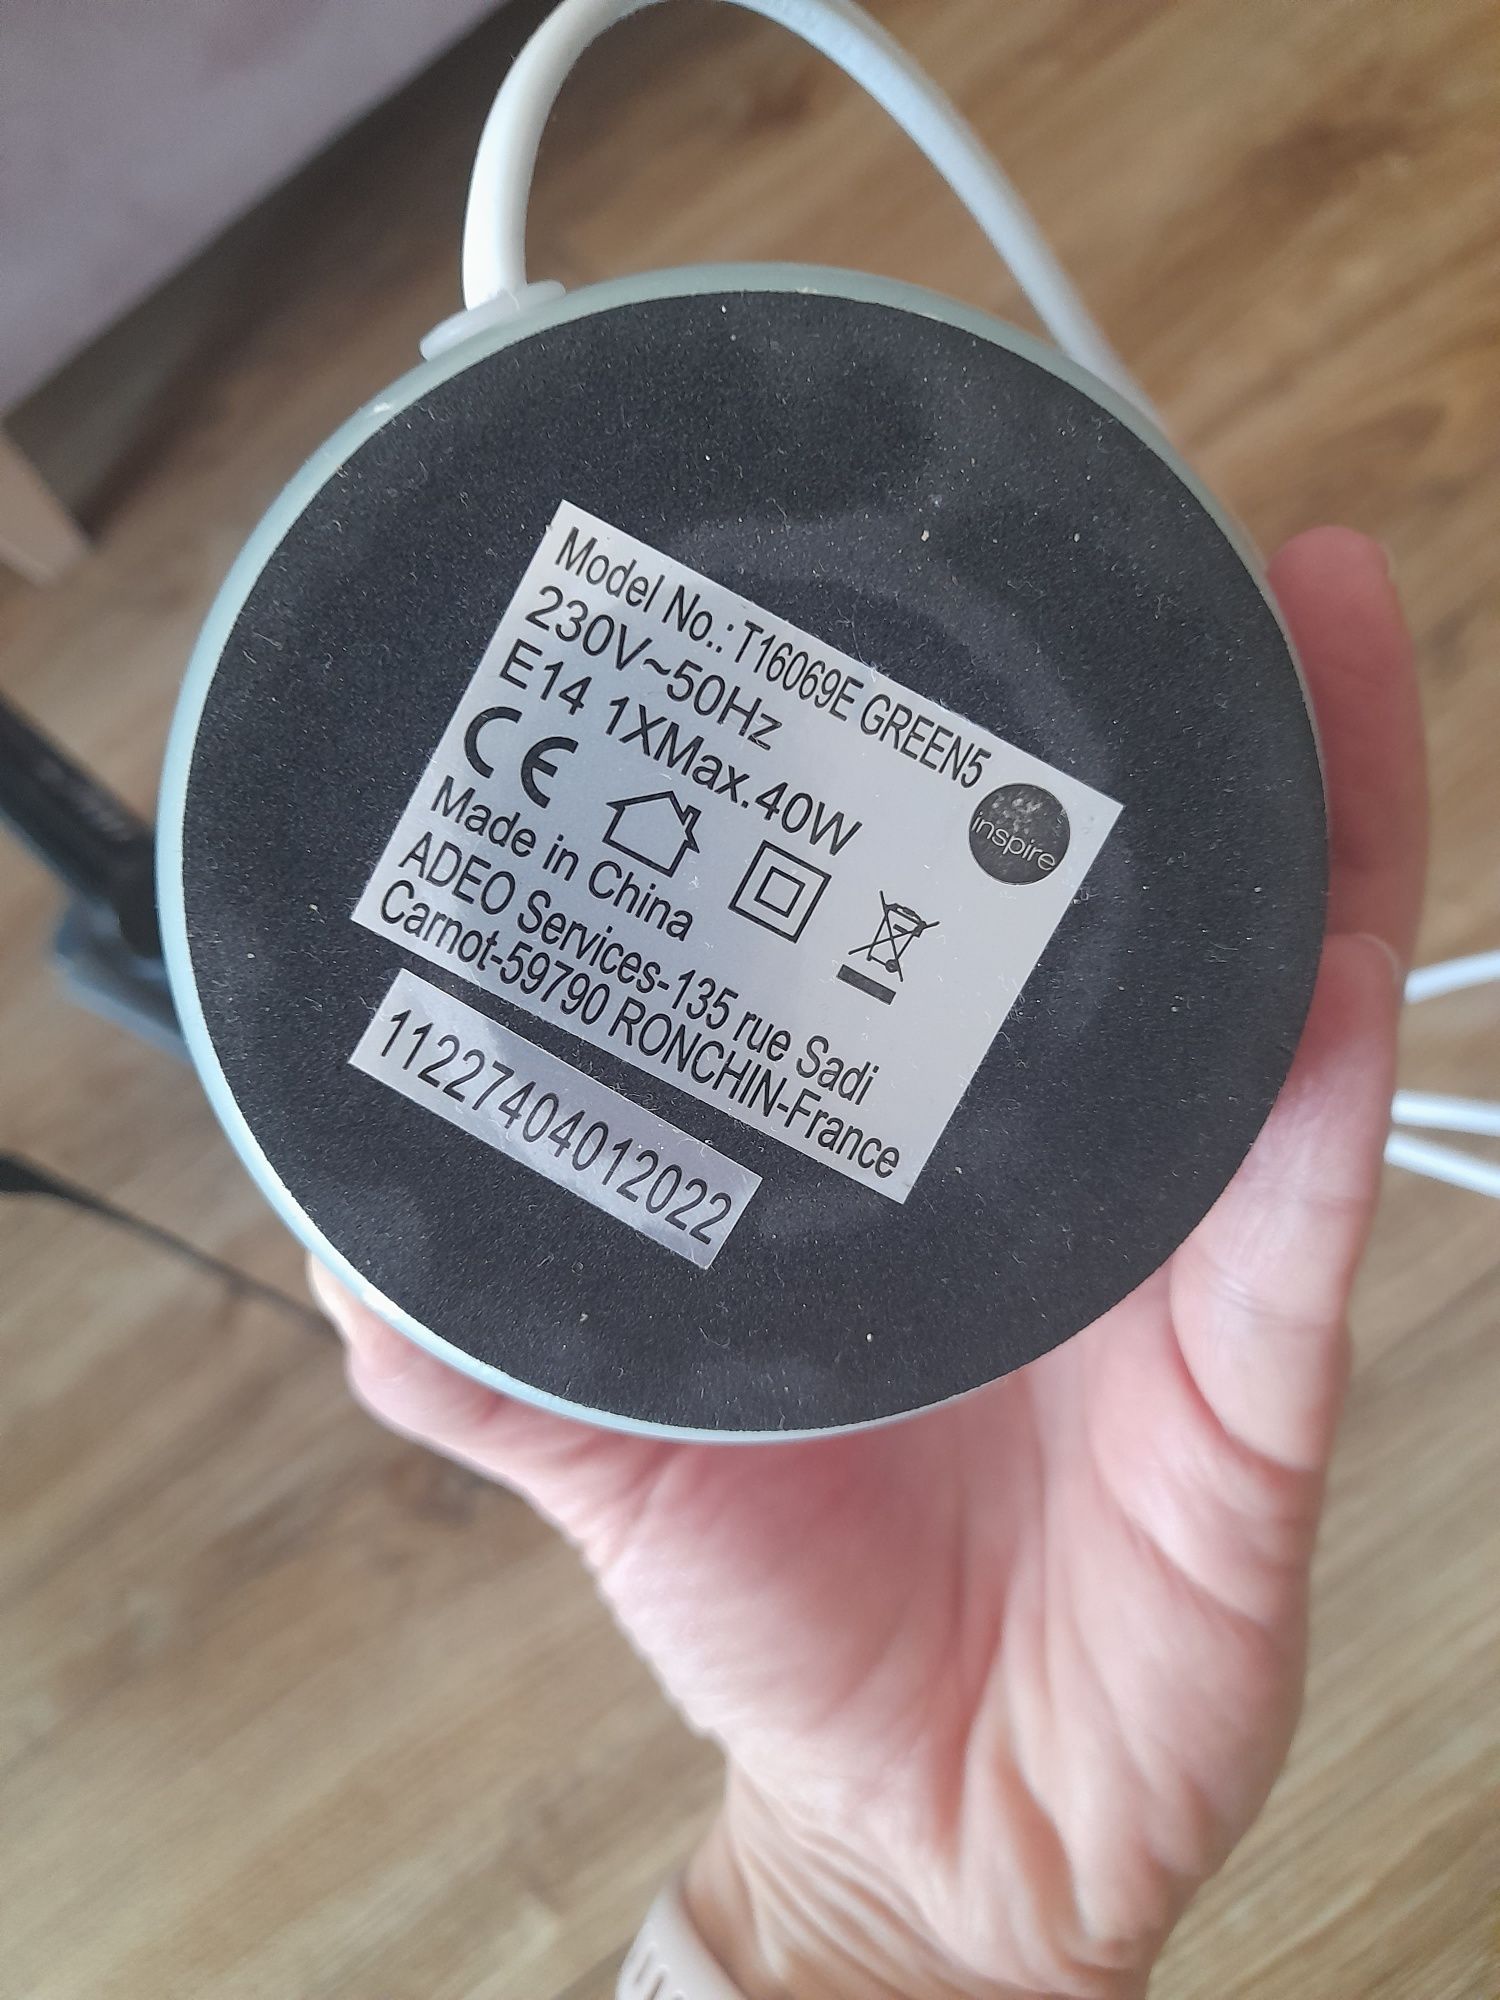 Model No.: T16069E GREEN5
230V~50Hz
E14 1XMax.40W
inspire
CE
Made in China
ADEO Services-135 rue Sadi
Carnot-59790 RONCHIN-France
11227404012022